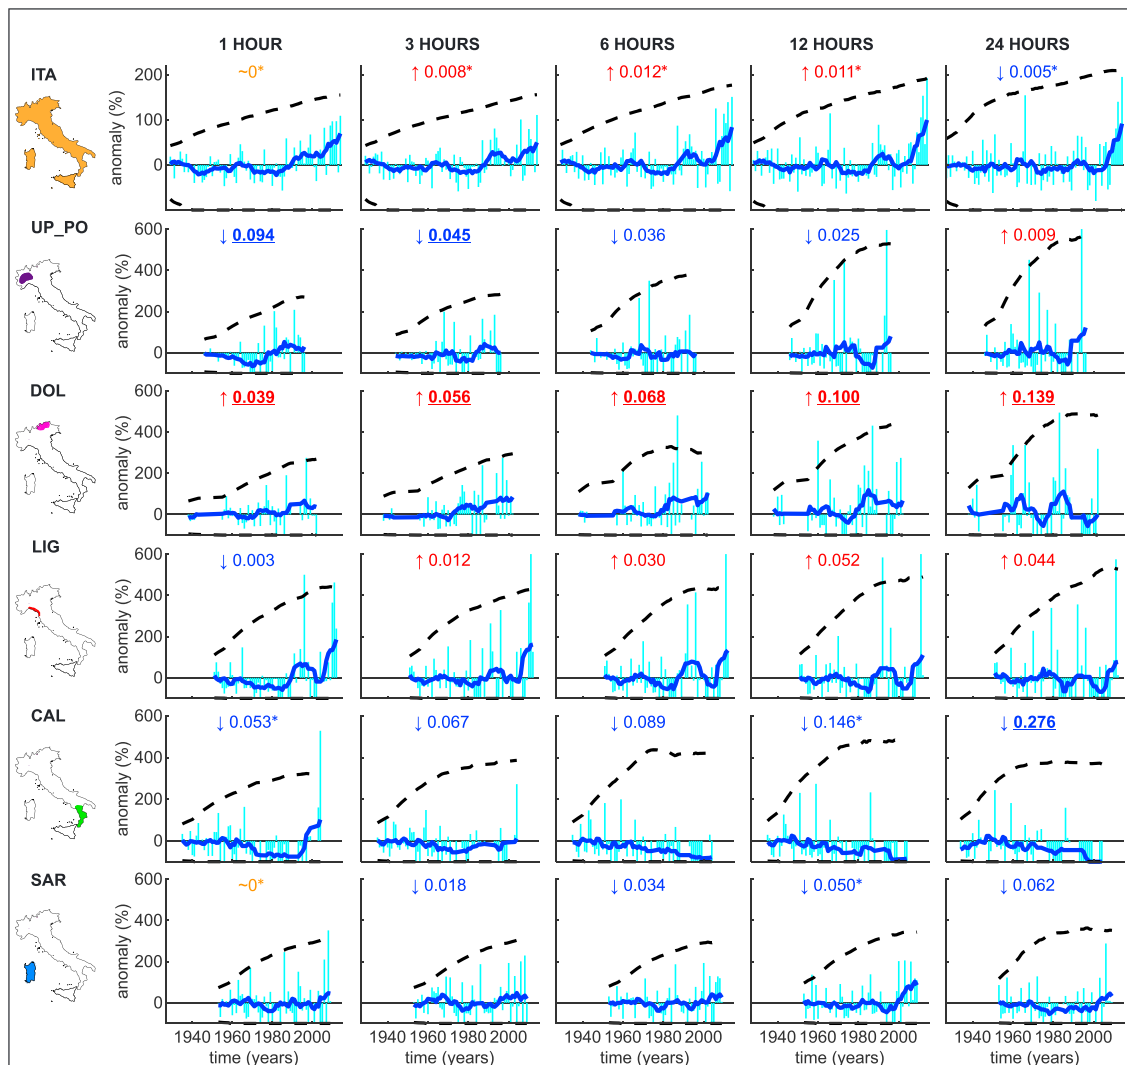 1 HOUR 3 HOURS 6 HOURS 12 HOURS 24 HOURS
ITA
200 ~0* ↑ 0.008* ↑ 0.012* ↑ 0.011* ↓ 0.005*
100
0
anomaly (%)
UP_PO
600 ↓ 0.094 ↓ 0.045 ↓ 0.036 ↓ 0.025 ↑ 0.009
400
200
0
anomaly (%)
DOL
600 ↑ 0.039 ↑ 0.056 ↑ 0.068 ↑ 0.100 ↑ 0.139
400
200
0
anomaly (%)
LIG
600 ↓ 0.003 ↑ 0.012 ↑ 0.030 ↑ 0.052 ↑ 0.044
400
200
0
anomaly (%)
CAL
600 ↓ 0.053* ↓ 0.067 ↓ 0.089 ↓ 0.146* ↓ 0.276
400
200
0
anomaly (%)
SAR
600 ~0* ↓ 0.018 ↓ 0.034 ↓ 0.050* ↓ 0.062
400
200
0
anomaly (%)
1940 1960 1980 2000 1940 1960 1980 2000 1940 1960 1980 2000 1940 1960 1980 2000 1940 1960 1980 2000
time (years) time (years) time (years) time (years) time (years)